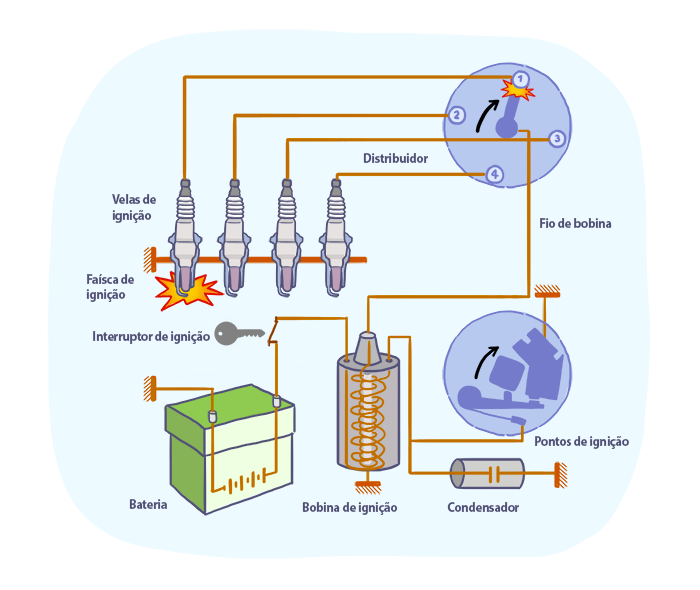 1
2
3
Distribuidor
4
Velas de
ignição
Fio de bobina
Faísca de
ignição
Interruptor de ignição
Pontos de ignição
Bateria
Bobina de ignição
Condensador